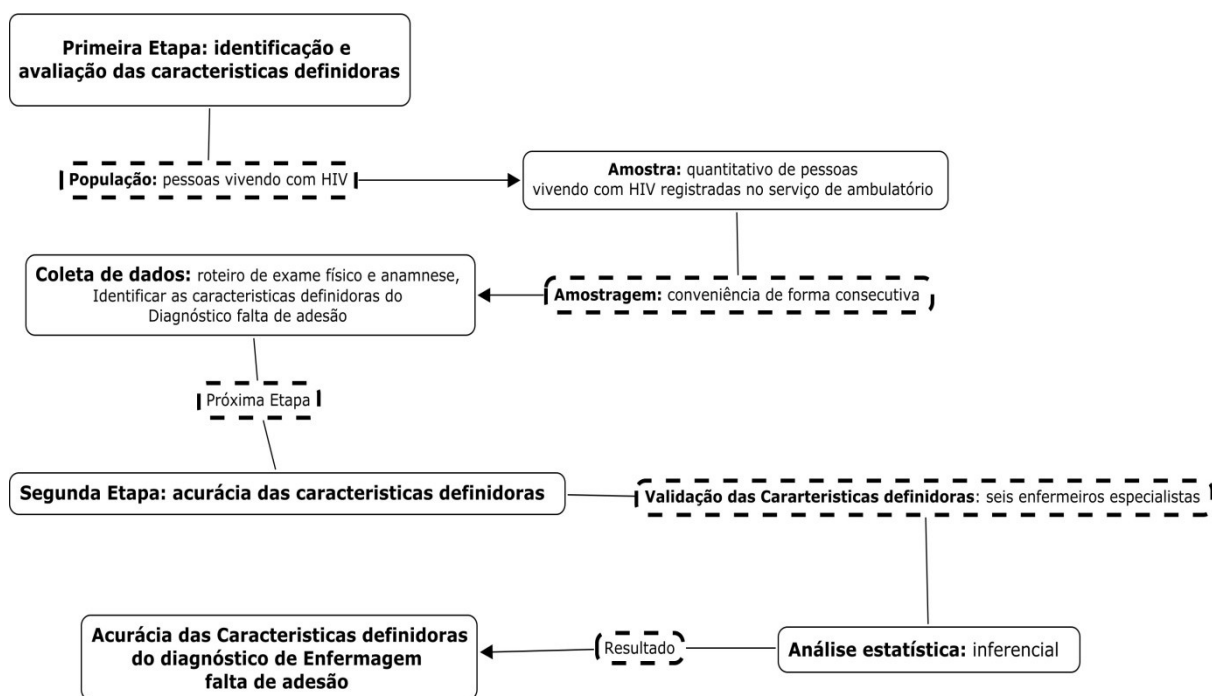 Primeira Etapa: identificação e
avaliação das caracteristicas definidoras
População: pessoas vivendo com HIV
Amostra: quantitativo de pessoas
vivendo com HIV registradas no serviço de ambulatório
Coleta de dados: roteiro de exame físico e anamnese,
Identificar as caracteristicas definidoras do
Diagnóstico falta de adesão
Amostragem: conveniência de forma consecutiva
Próxima Etapa
Segunda Etapa: acurácia das caracteristicas definidoras
Validação das Cararteristicas definidoras: seis enfermeiros especialistas
Acurácia das Caracteristicas definidoras
do diagnóstico de Enfermagem
falta de adesão
Resultado
Análise estatística: inferencial